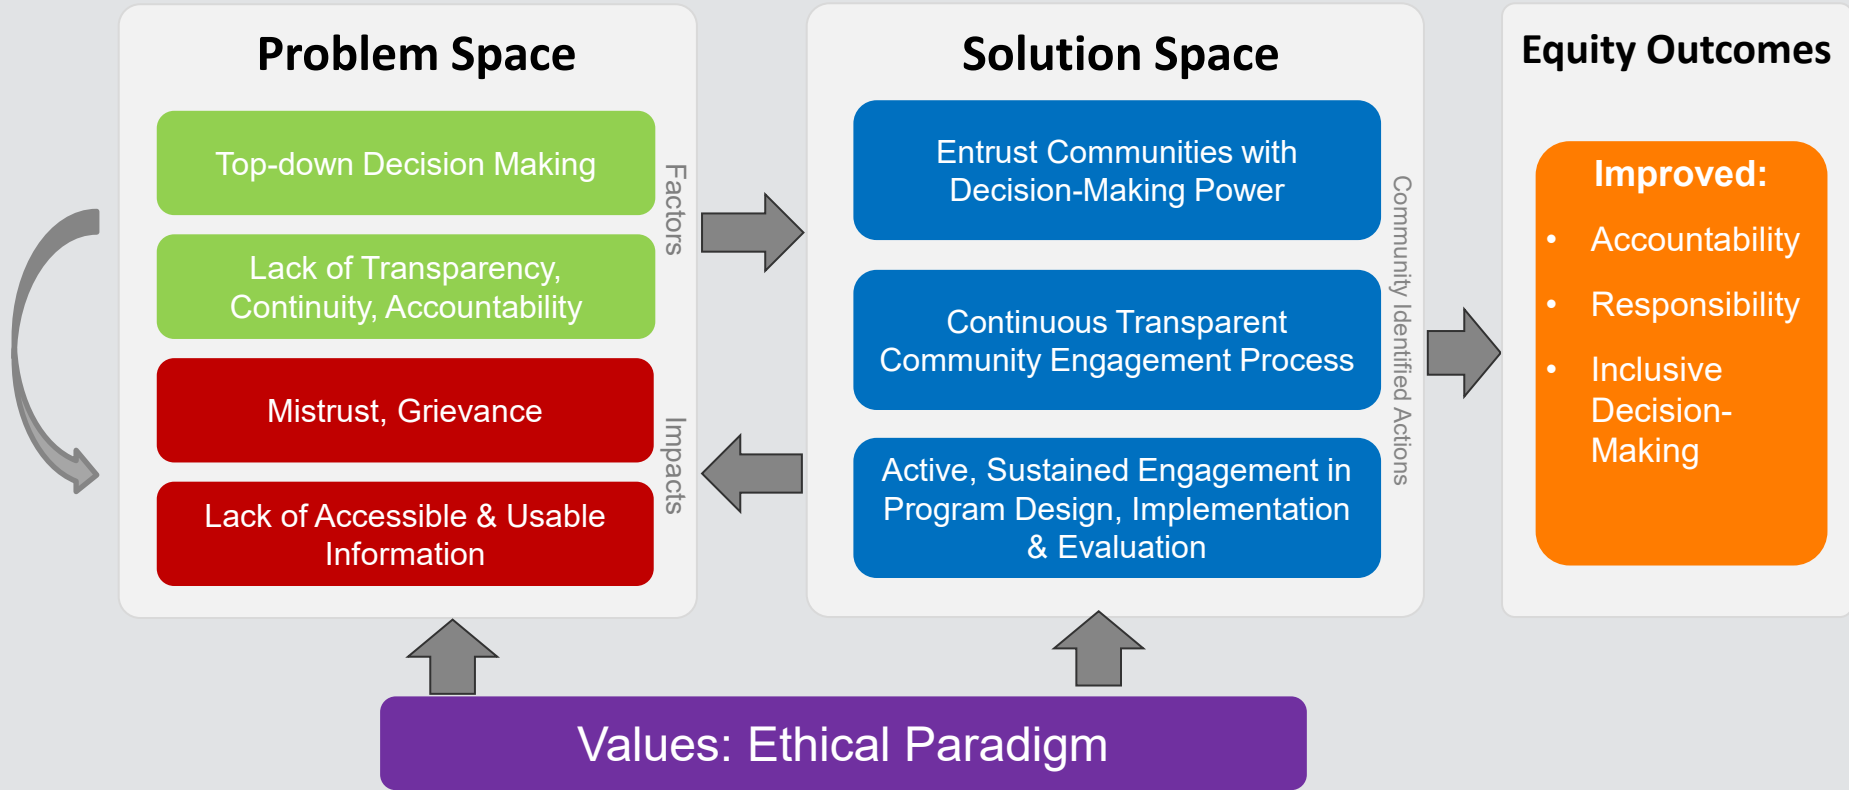 Problem Space
Top-down Decision Making
Lack of Transparency,
Continuity, Accountability
Factors
Mistrust, Grievance
Lack of Accessible & Usable
Information
Impacts
Solution Space
Entrust Communities with
Decision-Making Power
Continuous Transparent
Community Engagement Process
Active, Sustained Engagement in
Program Design, Implementation
& Evaluation
Community Identified Actions
Equity Outcomes
Improved:
• Accountability
• Responsibility
• Inclusive
Decision-
Making
Values: Ethical Paradigm